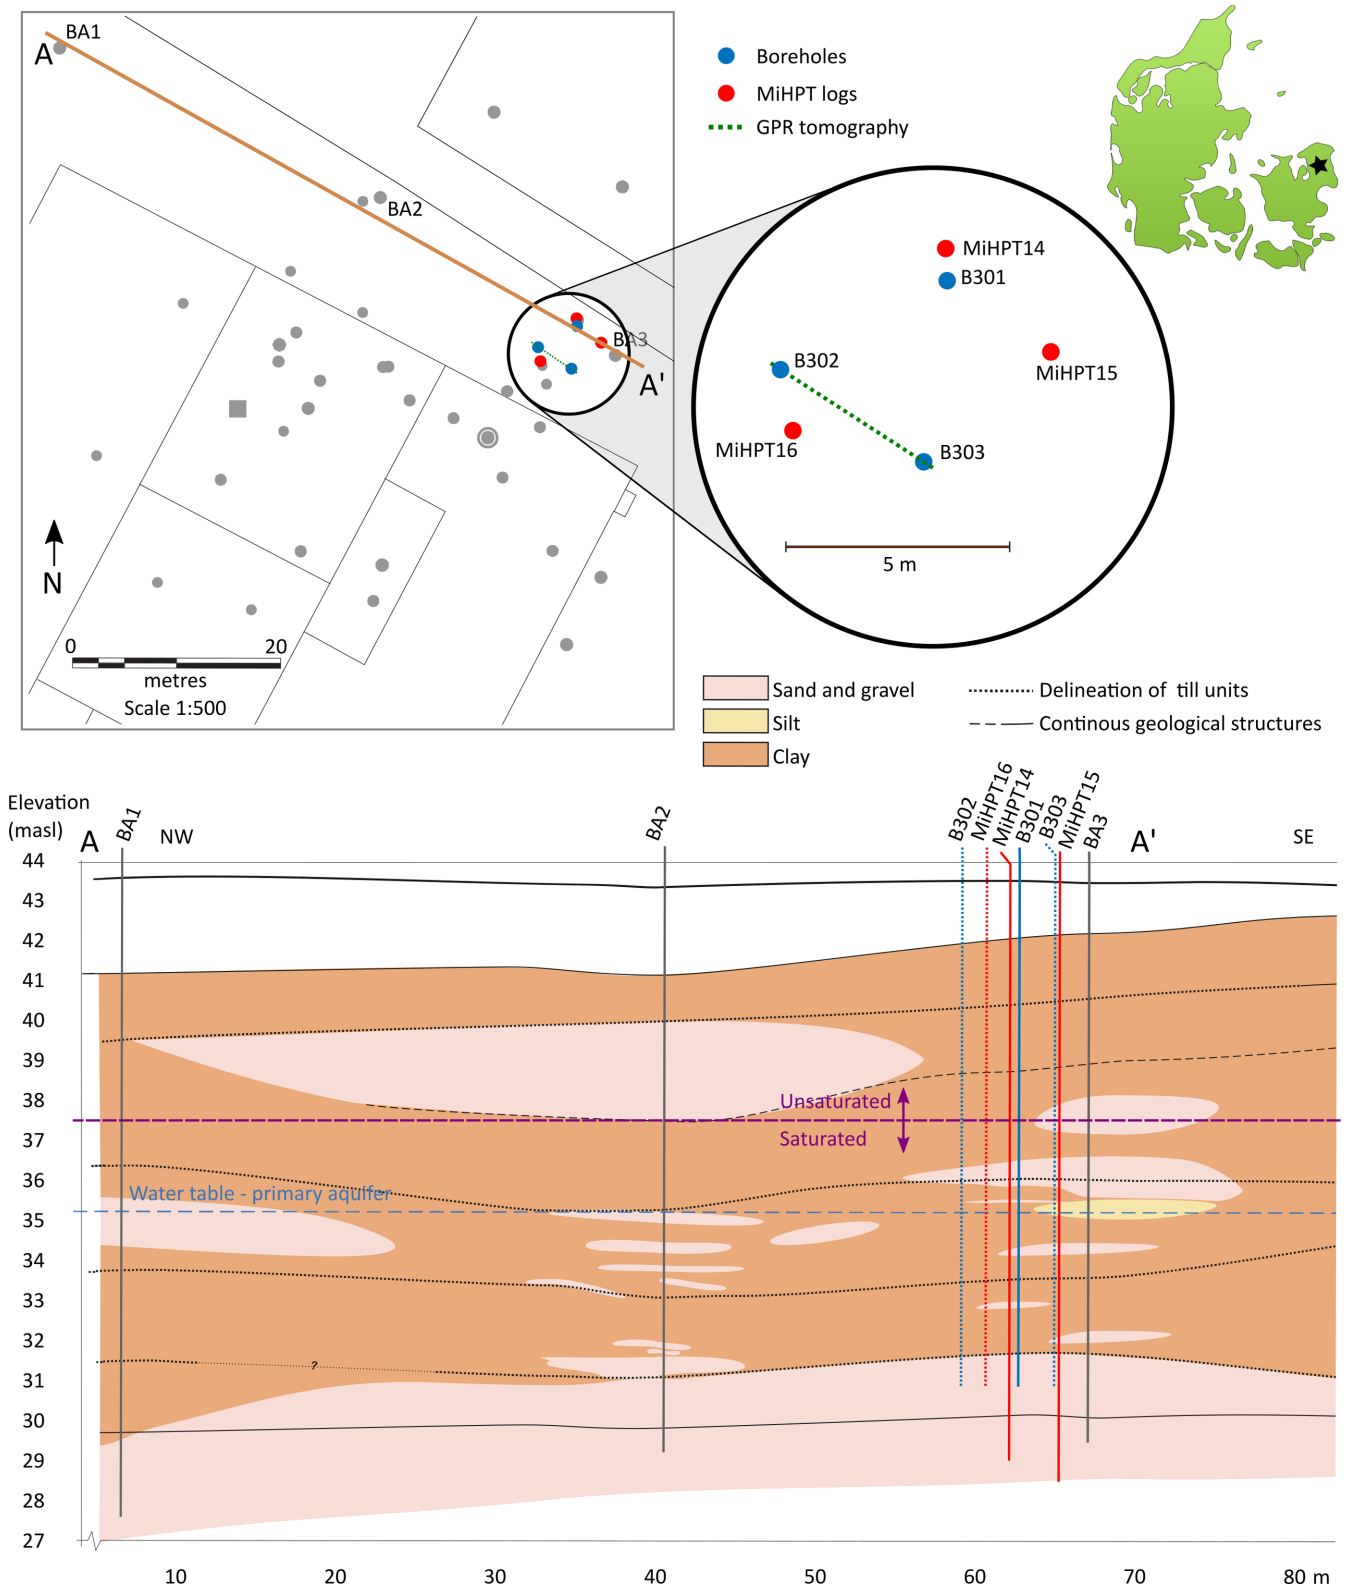 BA1
A
BA2
BA3
A'
N
0 20
metres
Scale 1:500
Boreholes
MiHPT logs
GPR tomography
MiHPT14
B301
B302
MiHPT15
MiHPT16
B303
5 m
Sand and gravel
Silt
Clay
Delineation of till units
Continous geological structures
Elevation
(masl)
A
BA1
NW
BA2
B302
MiHPT16
MiHPT14
B301
B303
MiHPT15
BA3
A'
SE
44
43
42
41
40
39
38
37
36
35
34
33
32
31
30
29
28
27
Unsaturated
Saturated
Water table - primary aquifer
?
10 20 30 40 50 60 70 80 m